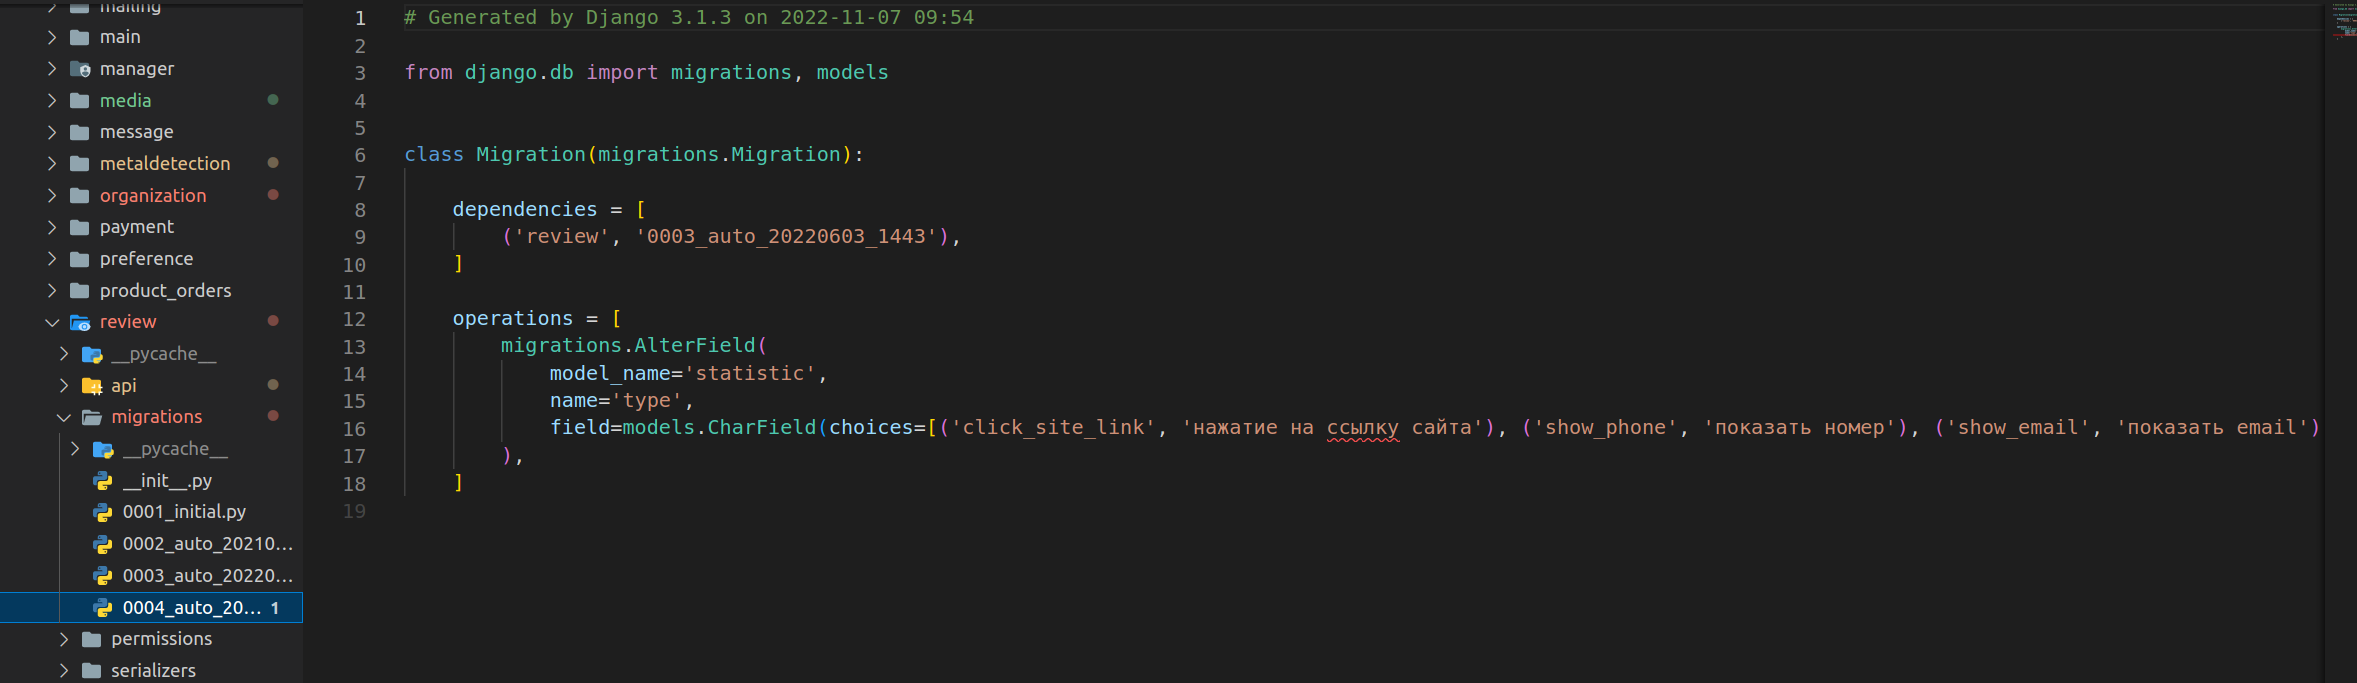 mailing
main
manager
media
message
metaldetection
organization
payment
preference
product_orders
review
__pycache__
api
migrations
__pycache__
__init__.py
0001_initial.py
0002_auto_20210...
0003_auto_20220...
0004_auto_20... 1
permissions
serializers
1 # Generated by Django 3.1.3 on 2022-11-07 09:54
2
3 from django.db import migrations, models
4
5
6 class Migration(migrations.Migration):
7
8 dependencies = [
9 ('review', '0003_auto_20220603_1443'),
10 ]
11
12 operations = [
13 migrations.AlterField(
14 model_name='statistic',
15 name='type',
16 field=models.CharField(choices=[('click_site_link', 'нажатие на ссылку сайта'), ('show_phone', 'показать номер'), ('show_email', 'показать email')
17 ),
18 ]
19